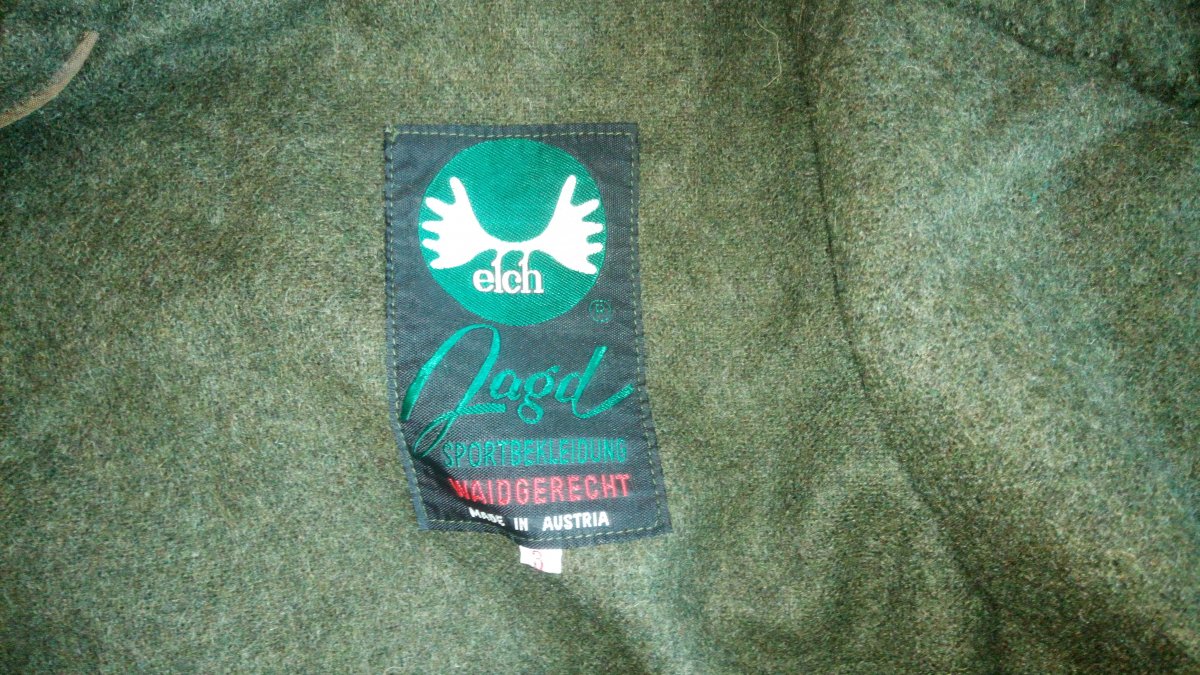 elch
®
Jagd
SPORTBEKLEIDUNG
WAIDGERECHT
MADE IN AUSTRIA